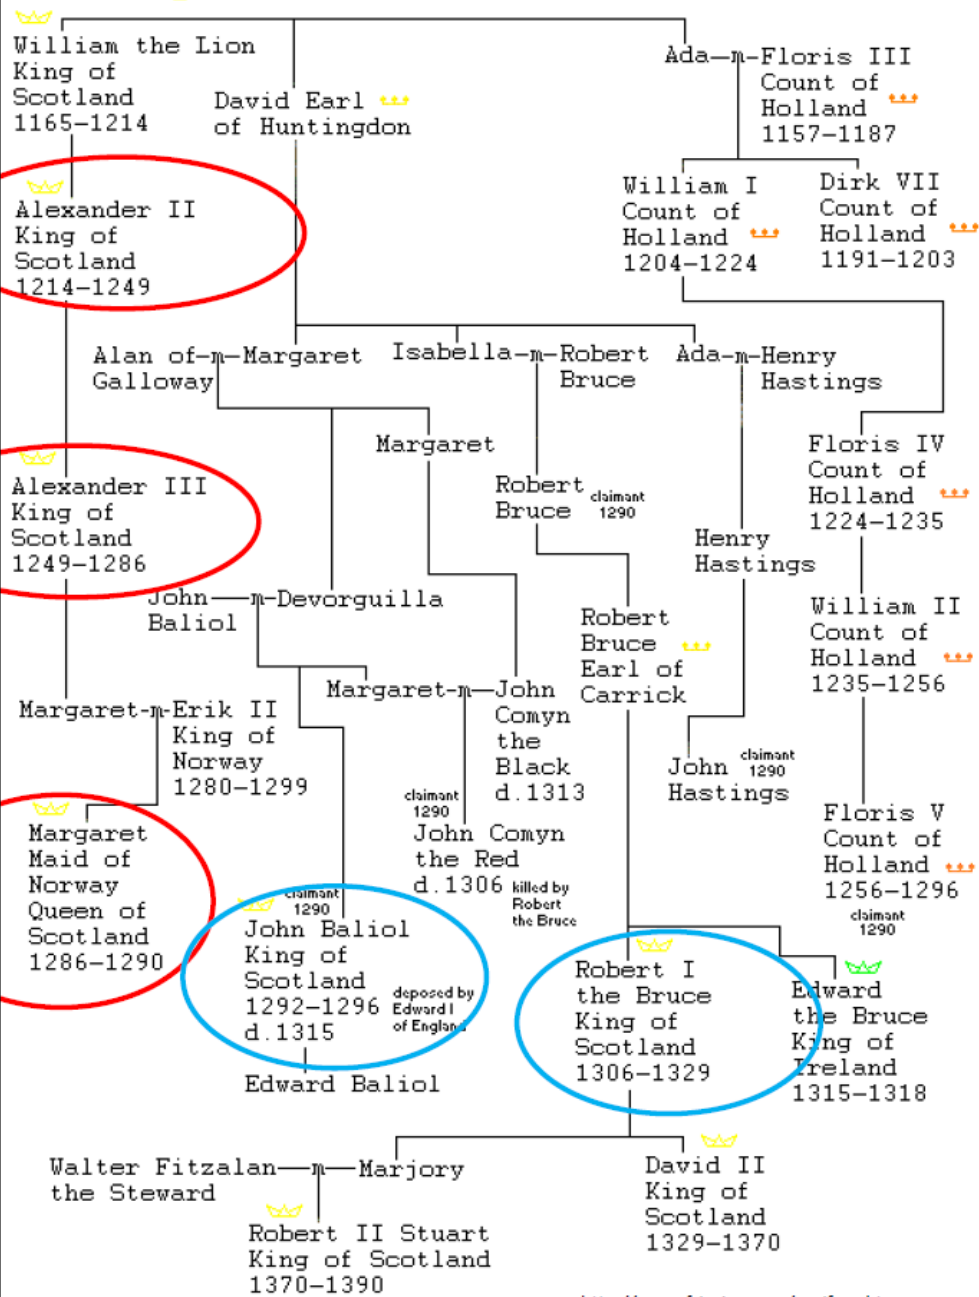 William the Lion
King of
Scotland
1165–1214
David Earl
of Huntingdon
Ada–m–Floris III
Count of
Holland
1157–1187
William I
Count of
Holland
1204–1224
Dirk VII
Count of
Holland
1191–1203
Alexander II
King of
Scotland
1214–1249
Alan of–m–Margaret
Galloway
Isabella–m–Robert
Bruce
Ada–m–Henry
Hastings
Margaret
Floris IV
Count of
Holland
1224–1235
Alexander III
King of
Scotland
1249–1286
Robert
Bruce
claimant
1290
Henry
Hastings
John–m–Devorguilla
Baliol
Robert
Bruce
Earl of
Carrick
William II
Count of
Holland
1235–1256
Margaret–m–John
Comyn
the
Black
d.1313
Margaret–m–Erik II
King of
Norway
1280–1299
John
Hastings
claimant
1290
claimant
1290
John Comyn
the Red
d.1306
killed by
Robert
the Bruce
Floris V
Count of
Holland
1256–1296
claimant
1290
Margaret
Maid of
Norway
Queen of
Scotland
1286–1290
claimant
1290
John Baliol
King of
Scotland
1292–1296
d.1315
deposed by
Edward I
of England
Edward Baliol
Robert I
the Bruce
King of
Scotland
1306–1329
Edward
the Bruce
King of
Ireland
1315–1318
Walter Fitzalan–m–Marjory
the Steward
David II
King of
Scotland
1329–1370
Robert II Stuart
King of Scotland
1370–1390